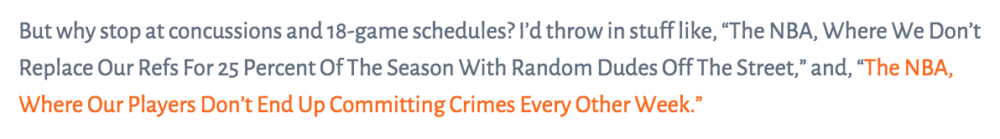 But why stop at concussions and 18-game schedules? I’d throw in stuff like, “The NBA, Where We Don’t
Replace Our Refs For 25 Percent Of The Season With Random Dudes Off The Street,” and, “The NBA,
Where Our Players Don’t End Up Committing Crimes Every Other Week.”